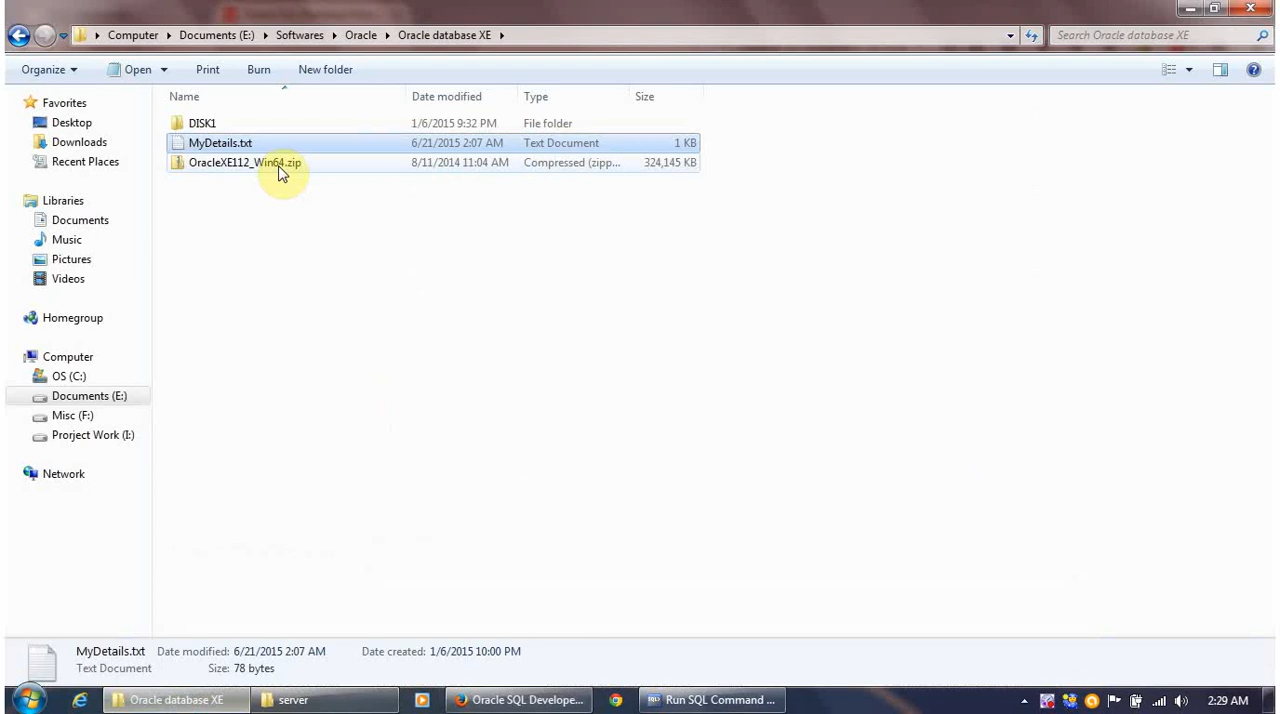 Computer Documents (E:) Softwares Oracle Oracle database XE Search Oracle database XE
Organize Open Print Burn New folder
Name Date modified Type Size
Favorites
Desktop
Downloads
Recent Places
Libraries
Documents
Music
Pictures
Videos
Homegroup
Computer
OS (C:)
Documents (E:)
Misc (F:)
Prorject Work (I:)
Network
DISK1 1/6/2015 9:32 PM File folder
MyDetails.txt 6/21/2015 2:07 AM Text Document 1 KB
OracleXE112_Win64.zip 8/11/2014 11:04 AM Compressed (zipp... 324,145 KB
MyDetails.txt Date modified: 6/21/2015 2:07 AM Date created: 1/6/2015 10:00 PM
Text Document Size: 78 bytes
Oracle database XE server Oracle SQL Develope... Run SQL Command ... 2:29 AM